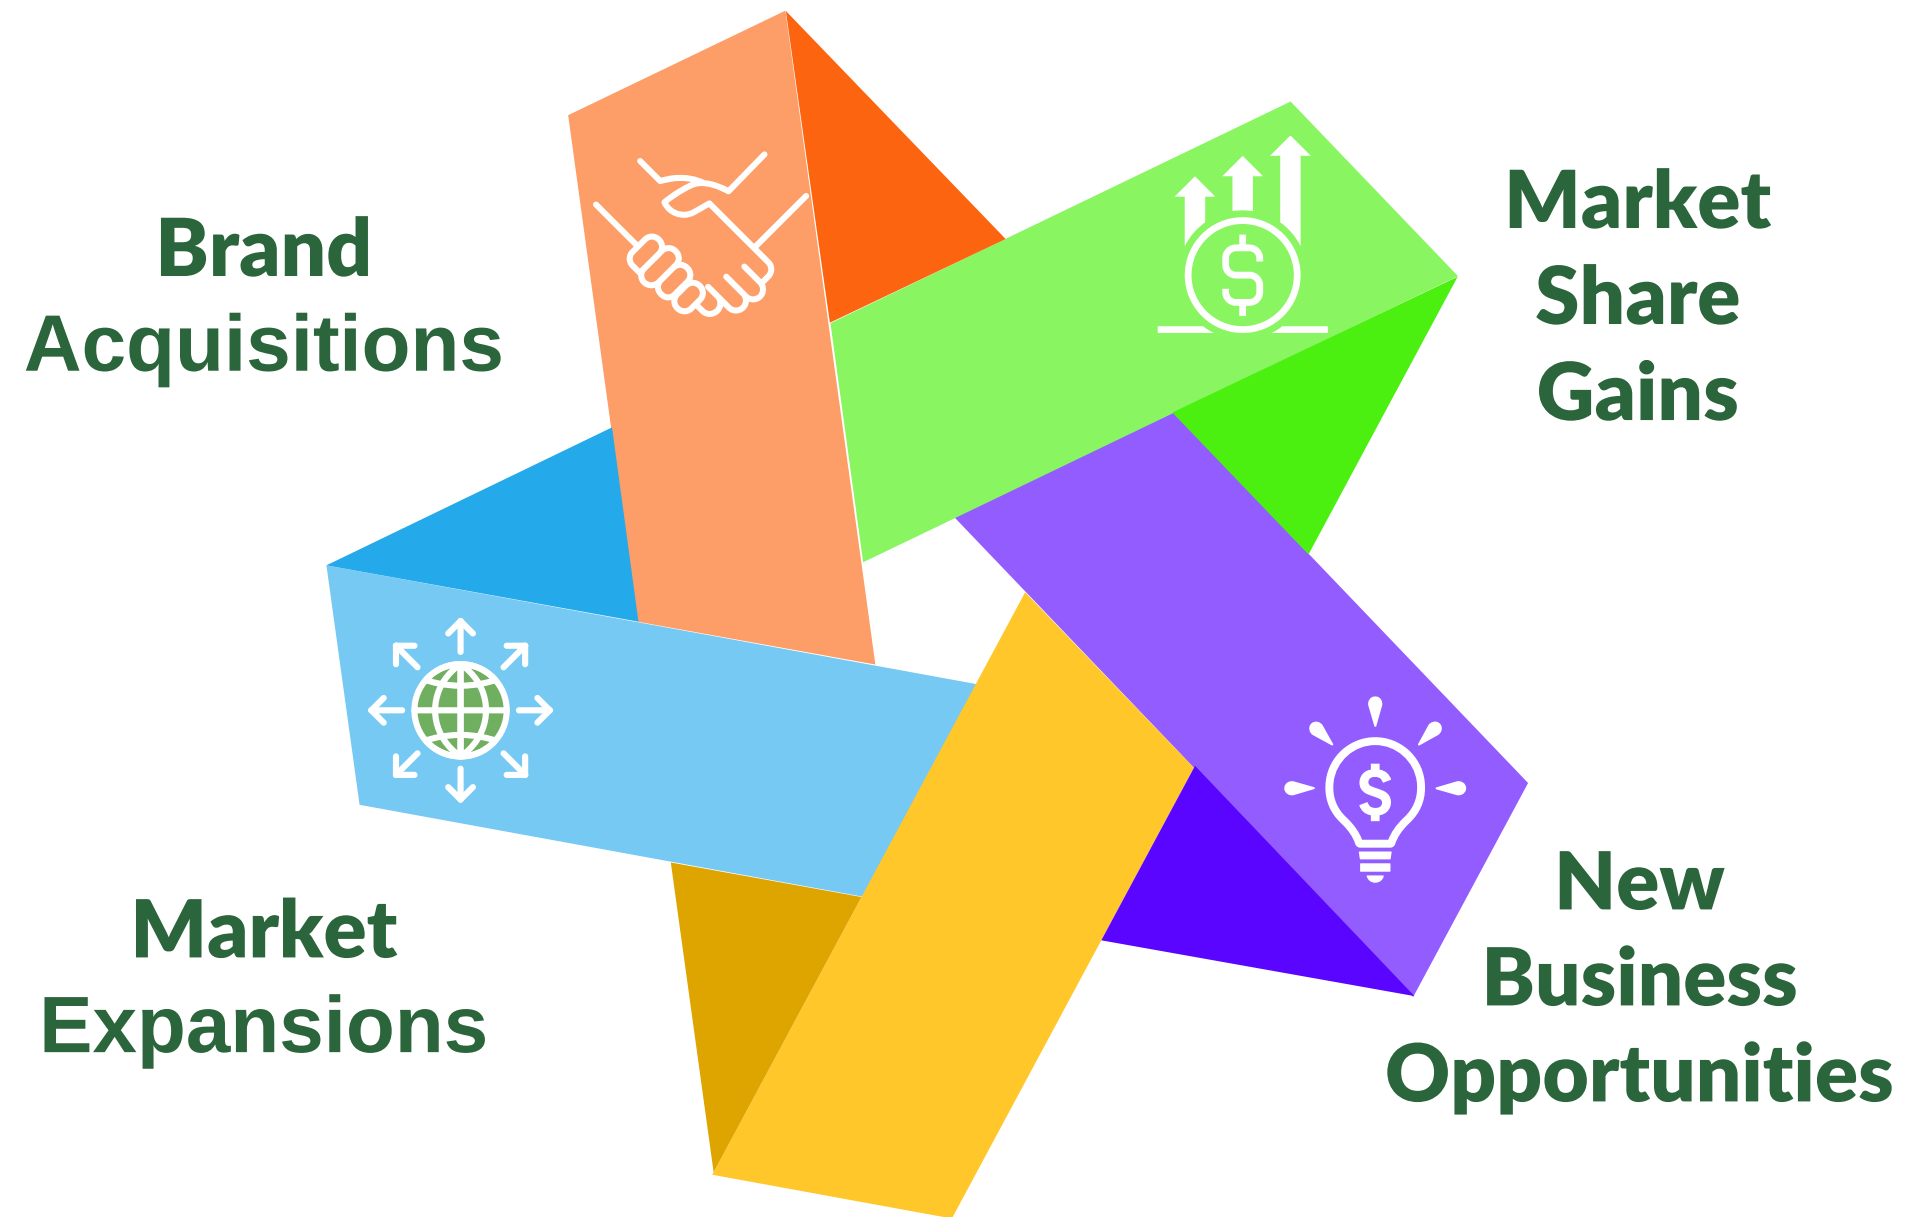 Brand
Acquisitions
Market
Share
Gains
Market
Expansions
New
Business
Opportunities
$
$